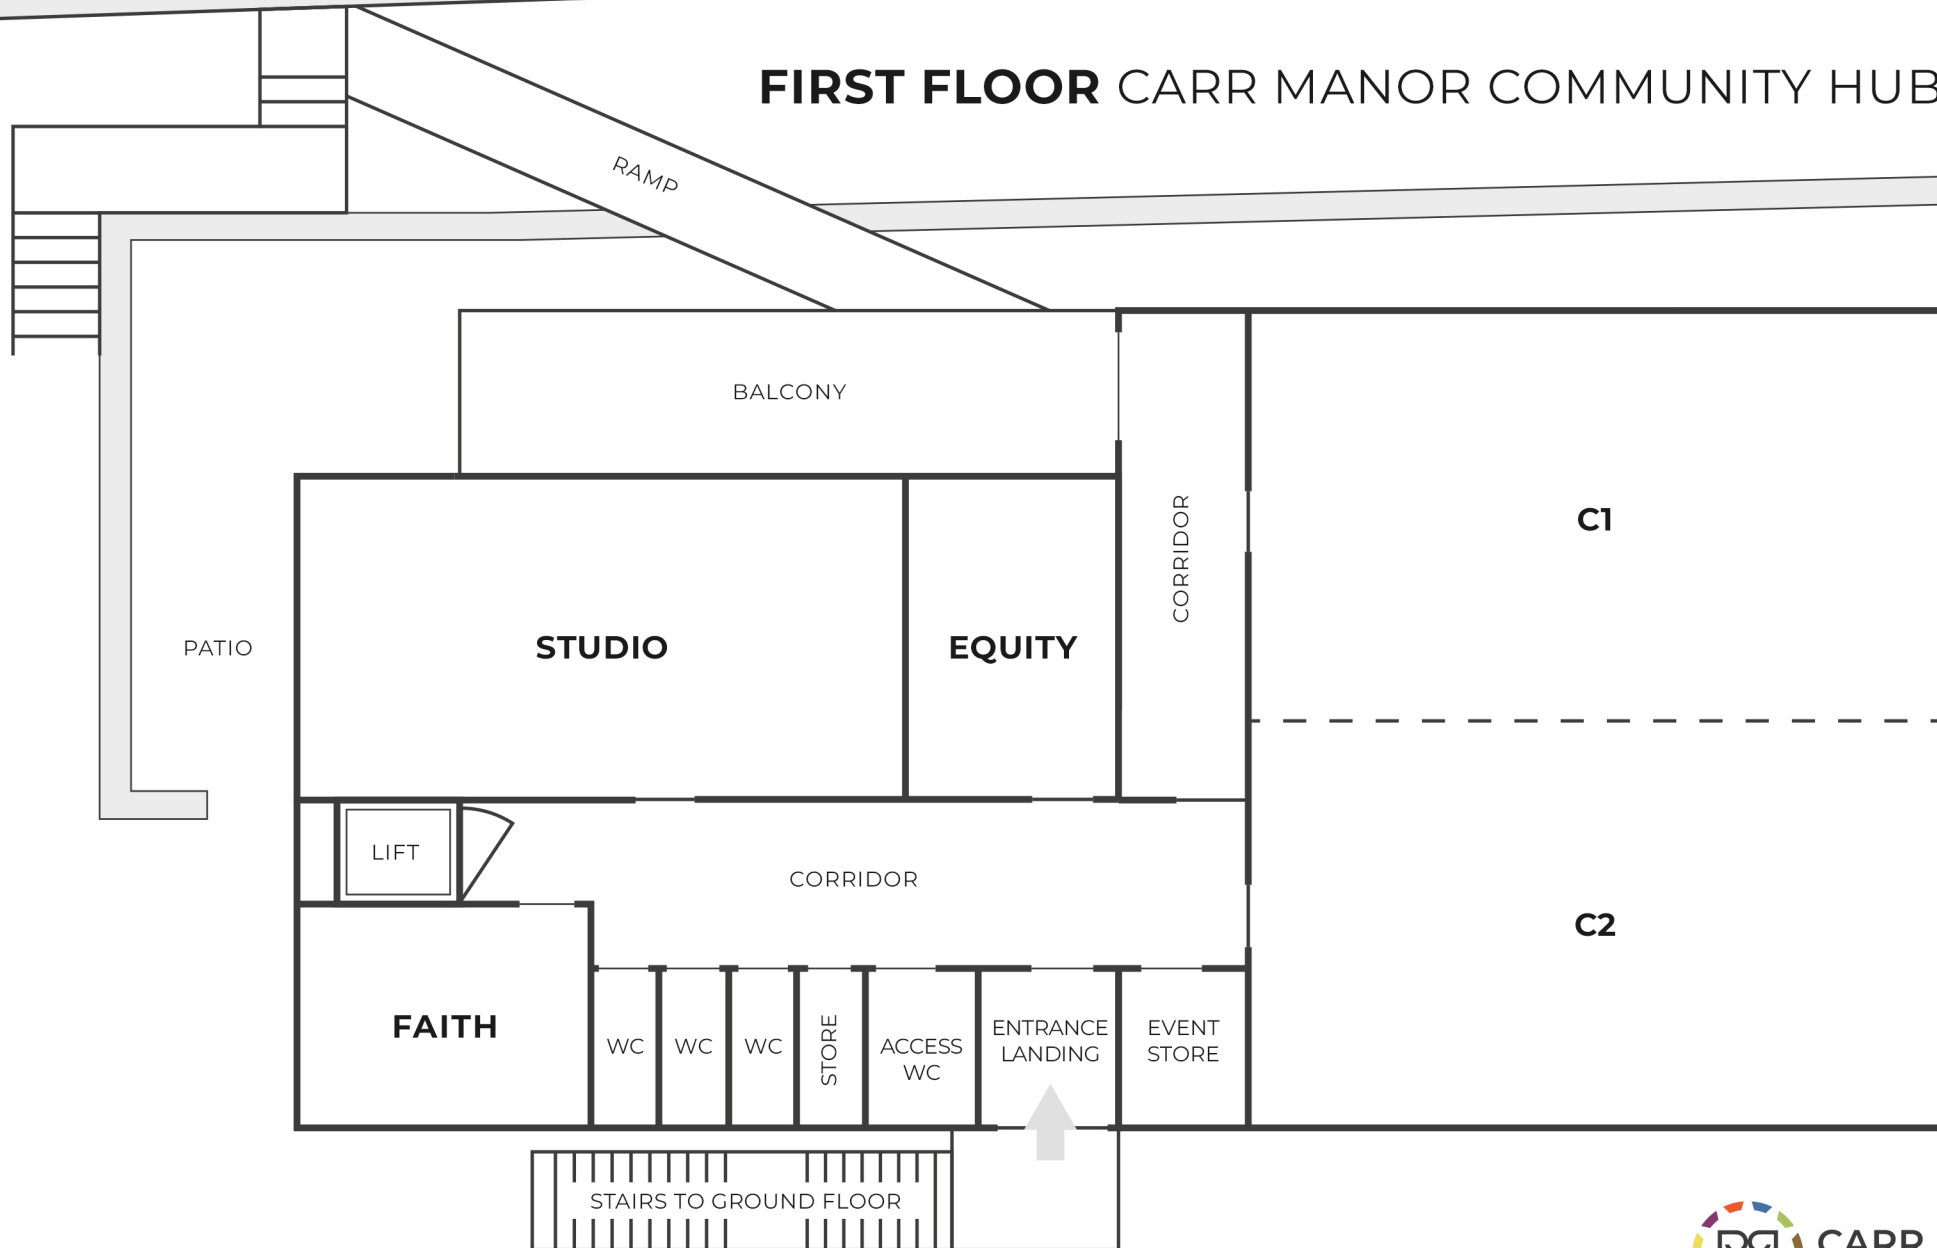 FIRST FLOOR CARR MANOR COMMUNITY HUB
RAMP
BALCONY
CORRIDOR
C1
STUDIO
EQUITY
PATIO
LIFT
CORRIDOR
C2
FAITH
WC
WC
WC
STORE
ACCESS
WC
ENTRANCE
LANDING
EVENT
STORE
STAIRS TO GROUND FLOOR
CARR